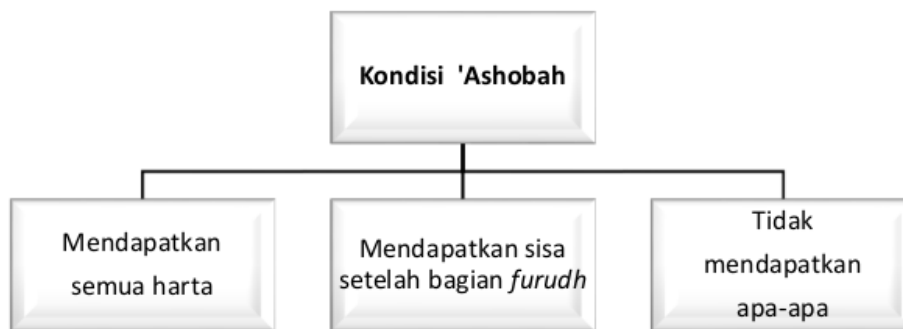 Kondisi 'Ashobah
Mendapatkan
semua harta
Mendapatkan sisa
setelah bagian furudh
Tidak
mendapatkan
apa-apa